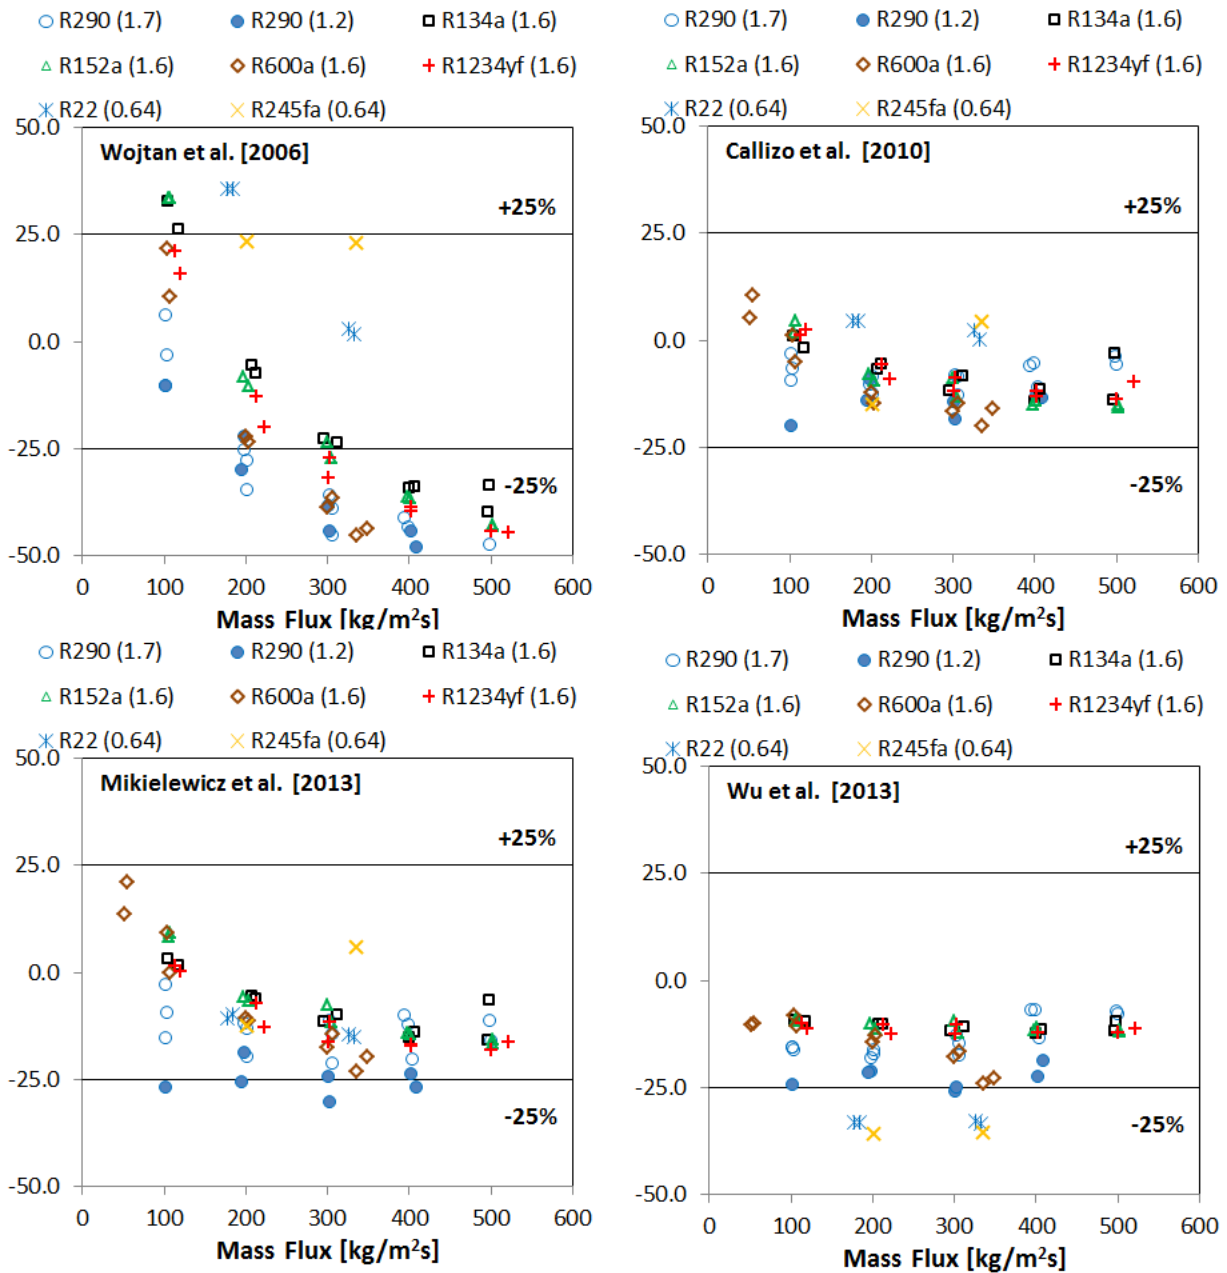 R290 (1.7) R290 (1.2) R134a (1.6)
R152a (1.6) R600a (1.6) R1234yf (1.6)
R22 (0.64) R245fa (0.64)
50.0
Wojtan et al. [2006]
+25%
25.0
0.0
-25.0
-25%
-50.0
0 100 200 300 400 500 600
Mass Flux [kg/m²s]
R290 (1.7) R290 (1.2) R134a (1.6)
R152a (1.6) R600a (1.6) R1234yf (1.6)
R22 (0.64) R245fa (0.64)
50.0
Callizo et al. [2010]
+25%
25.0
0.0
-25.0
-25%
-50.0
0 100 200 300 400 500 600
Mass Flux [kg/m²s]
R290 (1.7) R290 (1.2) R134a (1.6)
R152a (1.6) R600a (1.6) R1234yf (1.6)
R22 (0.64) R245fa (0.64)
50.0
Mikielewicz et al. [2013]
+25%
25.0
0.0
-25.0
-25%
-50.0
0 100 200 300 400 500 600
Mass Flux [kg/m²s]
R290 (1.7) R290 (1.2) R134a (1.6)
R152a (1.6) R600a (1.6) R1234yf (1.6)
R22 (0.64) R245fa (0.64)
50.0
Wu et al. [2013]
+25%
25.0
0.0
-25.0
-25%
-50.0
0 100 200 300 400 500 600
Mass Flux [kg/m²s]